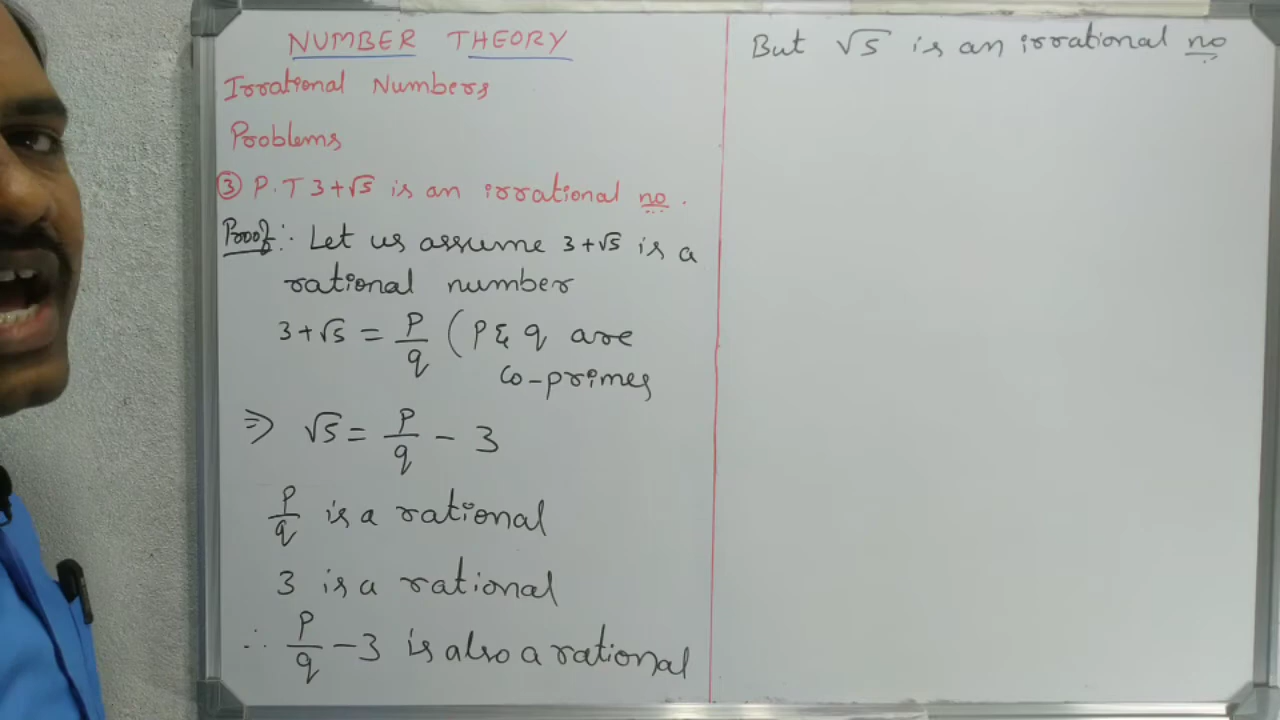 NUMBER THEORY
Irrational Numbers
Problems
③ P.T 3+√5 is an irrational no.
Proof:- Let us assume 3+√5 is a
rational number
3+√5 = p/q (p & q are
co-primes
⇒ √5 = p/q - 3
p/q is a rational
3 is a rational
∴ p/q - 3 is also a rational
But √5 is an irrational no